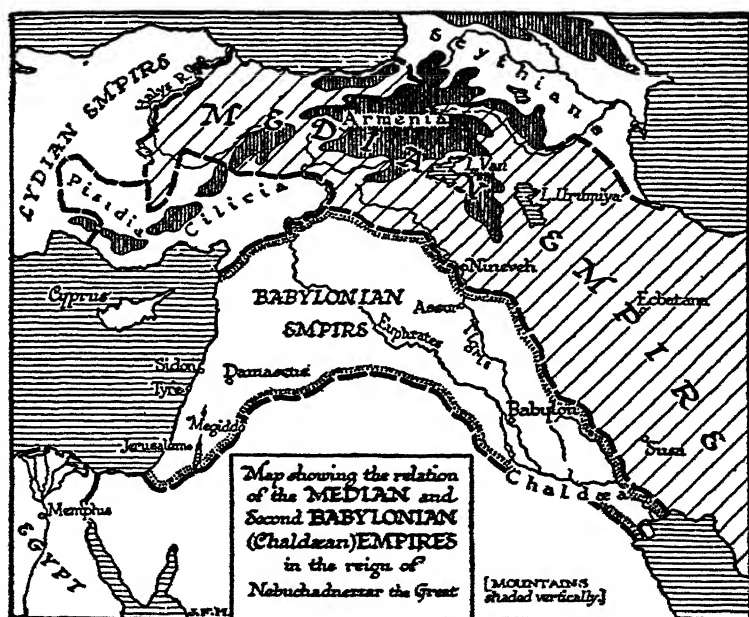 Scythians
Halys R.
LYDIAN EMPIRE
MEDIAN EMPIRE
Armenia
L. Van
L. Urumiya
Pisidia
Cilicia
Nineveh
Cyprus
BABYLONIAN
EMPIRE
Assur
Ecbatana
Euphrates
Tigris
Sidon
Damascus
Tyre
Megiddo
Babylon
Jerusalem
Susa
Chaldæa
Memphis
EGYPT
Map showing the relation
of the MEDIAN and
Second BABYLONIAN
(Chaldæan) EMPIRES
in the reign of
Nebuchadnezzar the Great
[MOUNTAINS
shaded vertically.]
J.F.H.